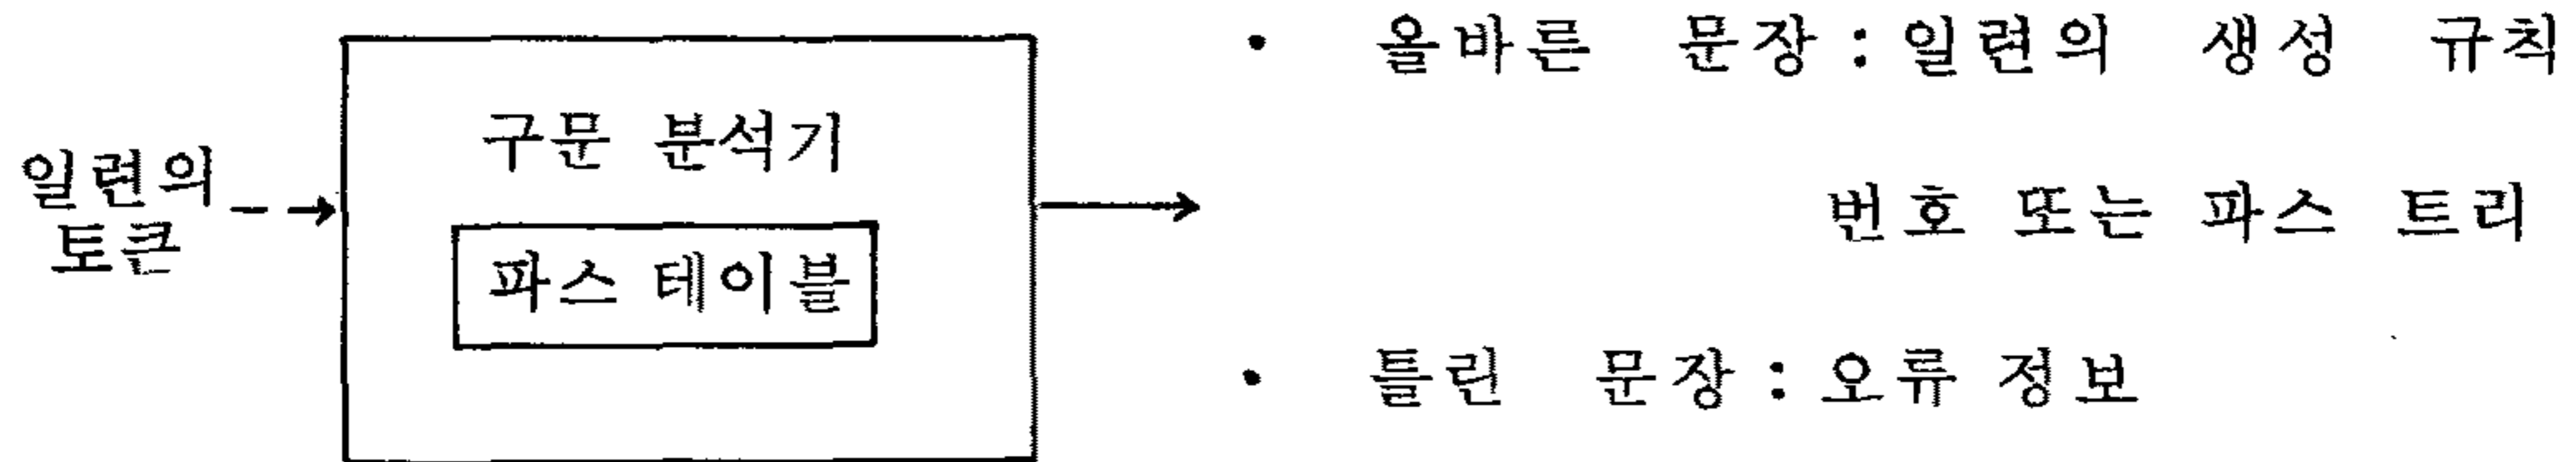 일련의
토큰
구문 분석기
파스 테이블
• 올바른 문장 : 일련의 생성 규칙
번호 또는 파스 트리
• 틀린 문장 : 오류 정보